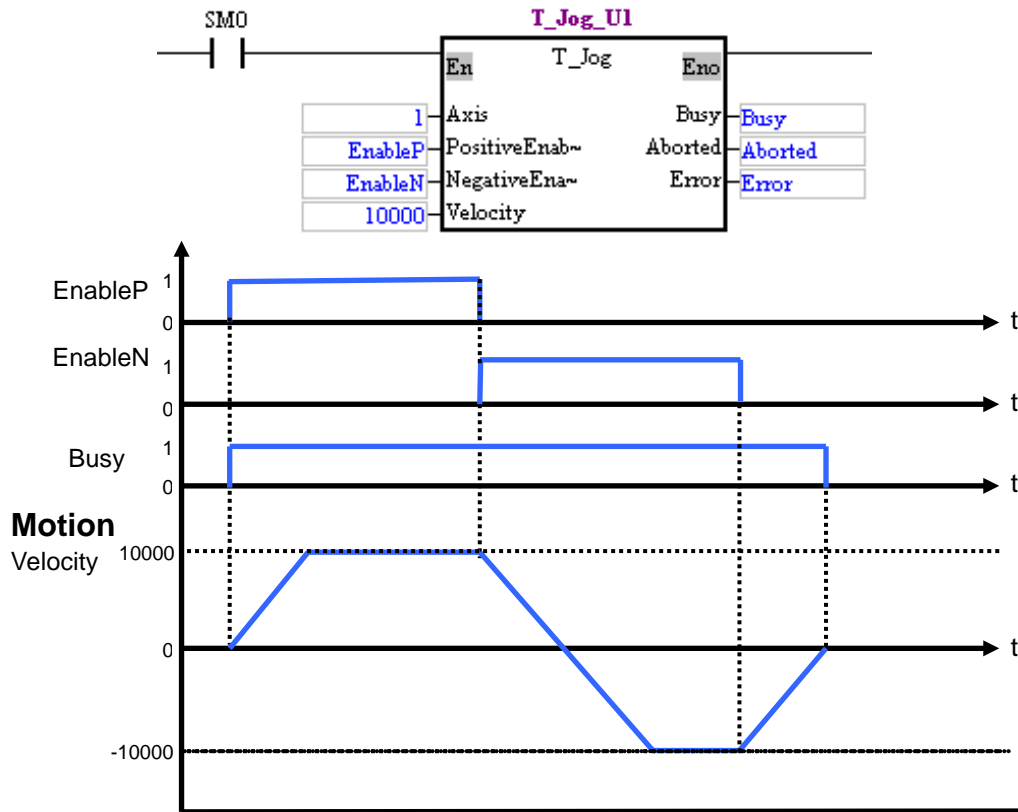 SM0
T_Jog_U1
T_Jog
En
Eno
1
Axis
Busy
Busy
EnableP
PositiveEnab~
Aborted
Aborted
EnableN
NegativeEna~
Error
Error
10000
Velocity
EnableP
1
0
t
EnableN
1
0
t
Busy
1
0
t
Motion
Velocity
10000
0
t
-10000